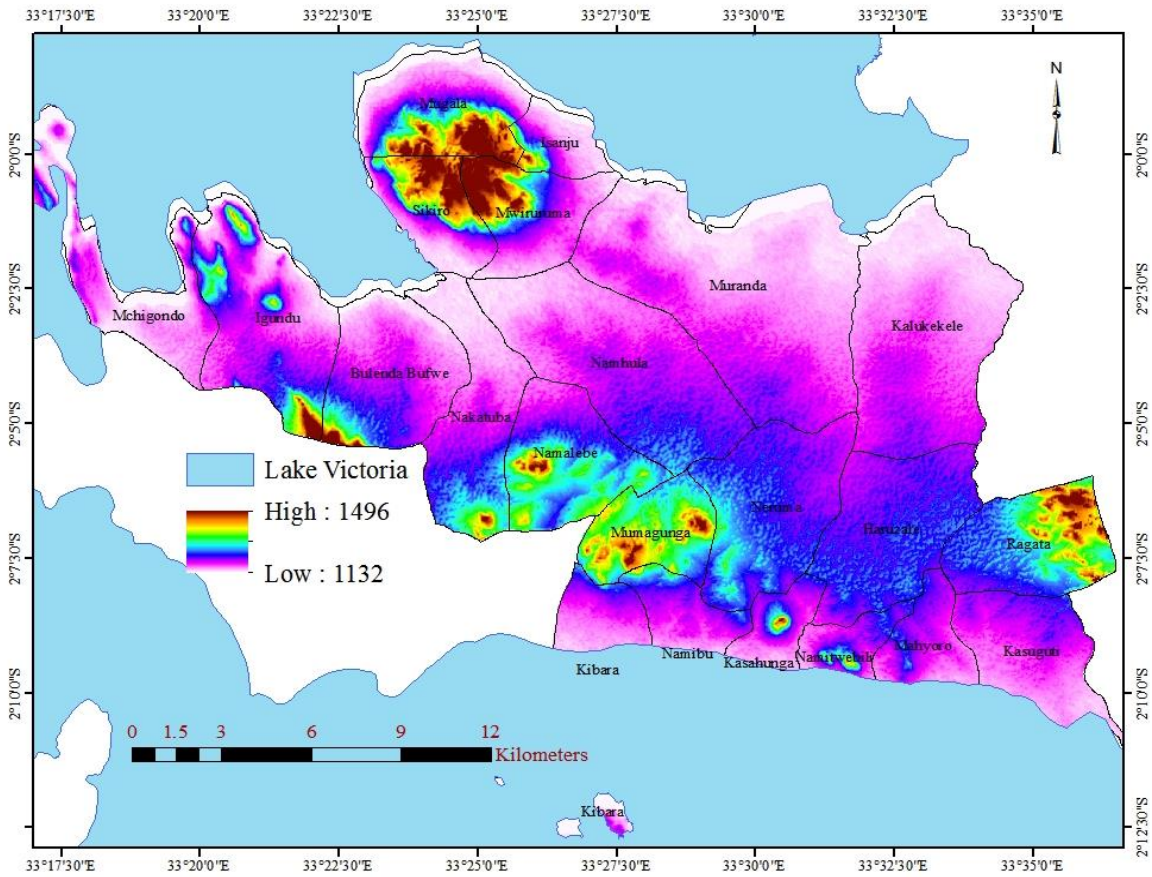 33°17'30"E 33°20'0"E 33°22'30"E 33°25'0"E 33°27'30"E 33°30'0"E 33°32'30"E 33°35'0"E
N
Mugala
Isanju
2°0'0"S 2°0'0"S
Sikiro Mwiruruma
Muranda
2°2'30"S 2°2'30"S
Mchigondo Igundu
Kalukekele
Namhula
Bulenda Bufwe
Nakatuba
2°5'0"S 2°5'0"S
Namalebe
Lake Victoria
High : 1496
Neruma Haruzale
Mumagunga
Ragata
2°7'30"S 2°7'30"S
Low : 1132
Mahyoro
Kasuguti
Namibu
Namitwebili
Kibara Kasahunga
2°10'0"S 2°10'0"S
0 1.5 3 6 9 12
Kilometers
Kibara
2°12'30"S 2°12'30"S
33°17'30"E 33°20'0"E 33°22'30"E 33°25'0"E 33°27'30"E 33°30'0"E 33°32'30"E 33°35'0"E